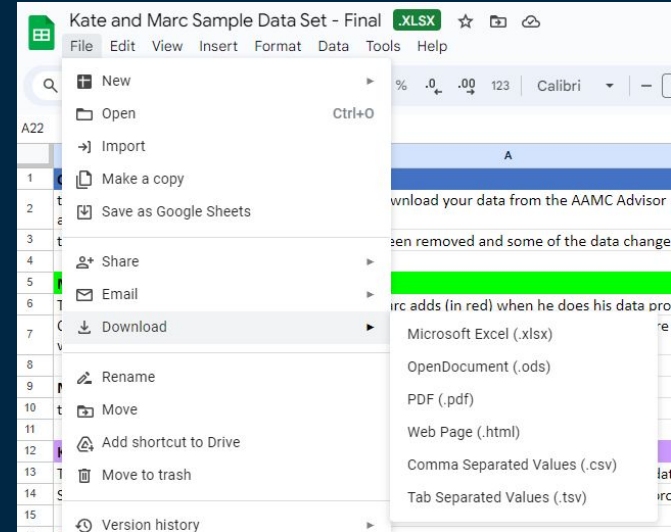 Kate and Marc Sample Data Set - Final .XLSX
File Edit View Insert Format Data Tools Help
New
% .0 .00 123 Calibri
Open Ctrl+O
A22
Import
A
Make a copy
1
2 wnload your data from the AAMC Advisor
Save as Google Sheets
3 t een removed and some of the data change
4
Share
5
Email
6 T arc adds (in red) when he does his data pro
7
Download
Microsoft Excel (.xlsx)
OpenDocument (.ods)
8
Rename
PDF (.pdf)
9
10 t
Move
Web Page (.html)
11
Add shortcut to Drive
12
Comma Separated Values (.csv)
13 T
Move to trash
14 S
Tab Separated Values (.tsv)
15
Version history